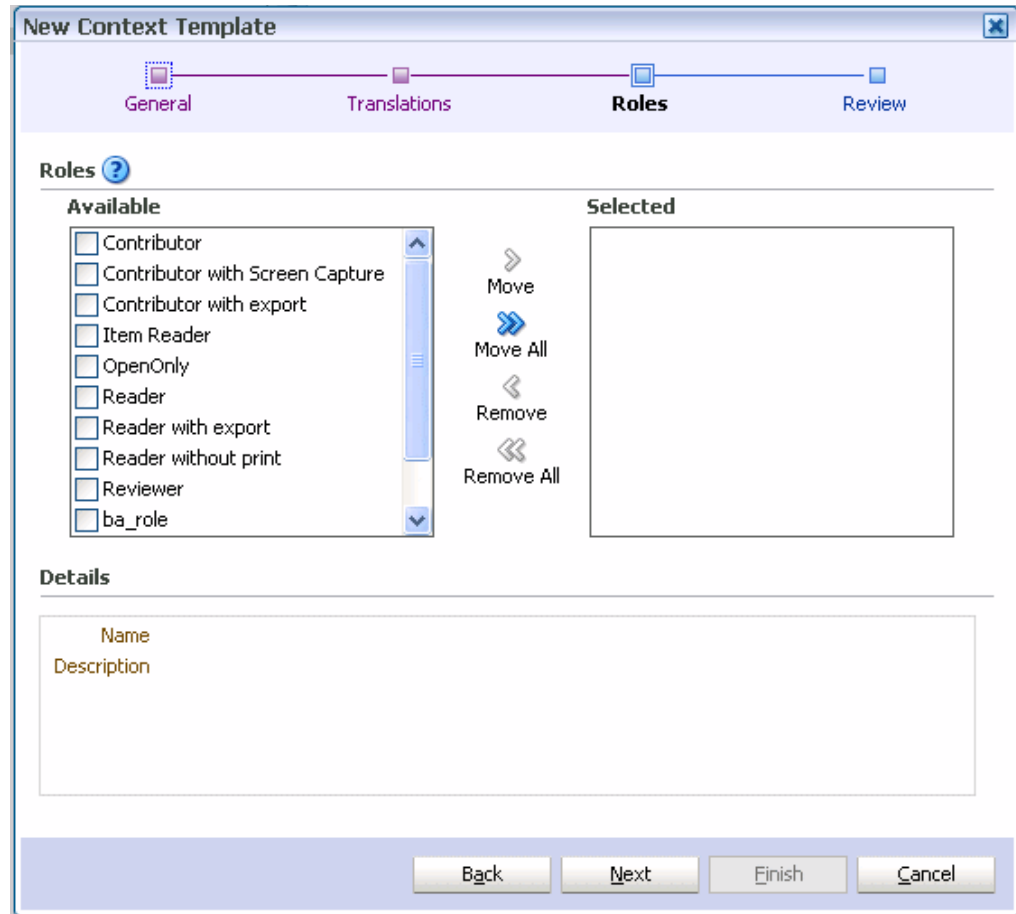 New Context Template
General
Translations
Roles
Review
Roles ?
Available
Selected
Contributor
Contributor with Screen Capture
Contributor with export
Item Reader
OpenOnly
Reader
Reader with export
Reader without print
Reviewer
ba_role
Move
Move All
Remove
Remove All
Details
Name
Description
Back
Next
Finish
Cancel